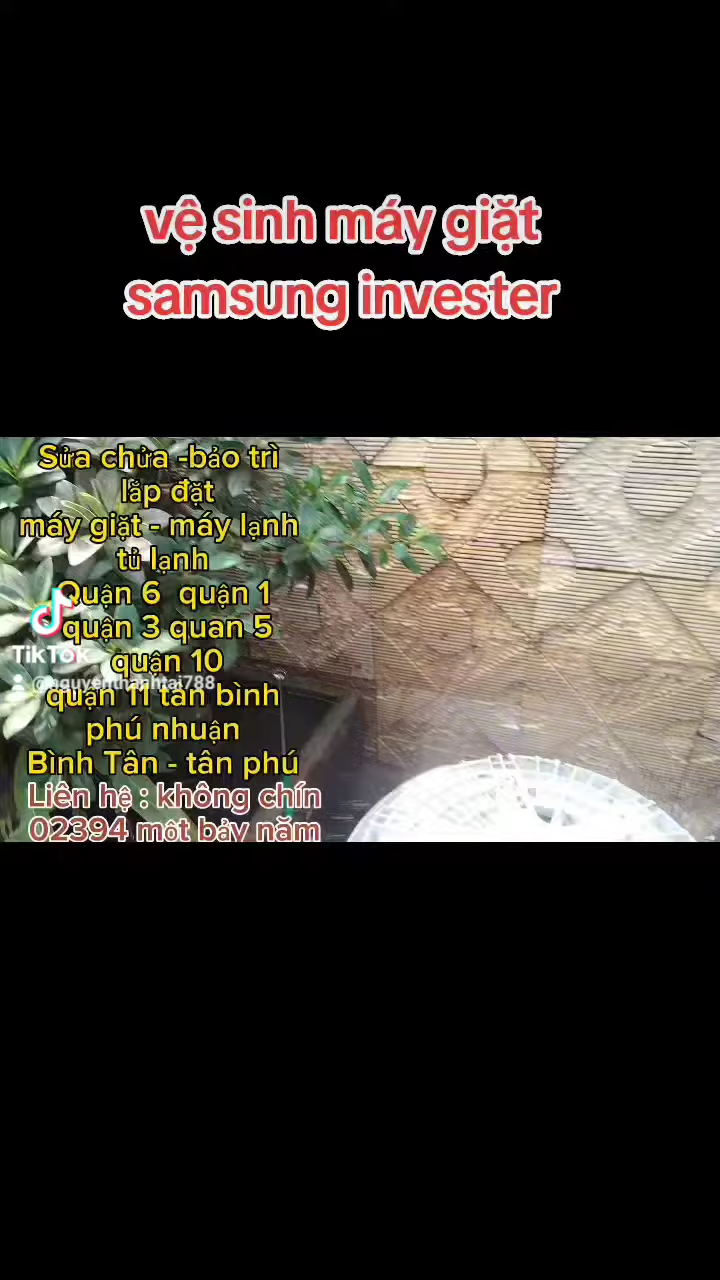 vệ sinh máy giặt
samsung invester
Sửa chửa -bảo trì
lắp đặt
máy giặt - máy lạnh
tủ lạnh
Quận 6 quận 1
quận 3 quan 5
TikTok
quận 10
@nguyenthanhtai788
quận 11 tân bình
phú nhuận
Bình Tân - tân phú
Liên hệ : không chín
02394 một bảy năm